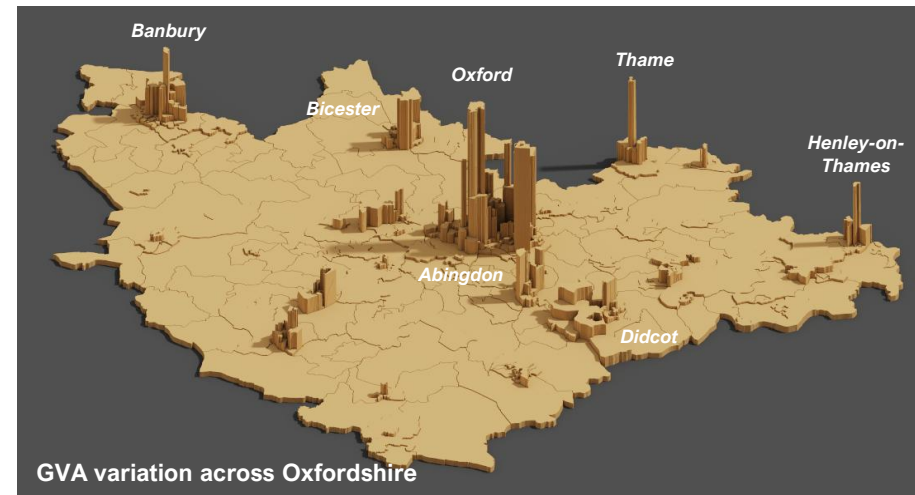 Banbury
Oxford
Thame
Bicester
Henley-on-
Thames
Abingdon
Didcot
GVA variation across Oxfordshire